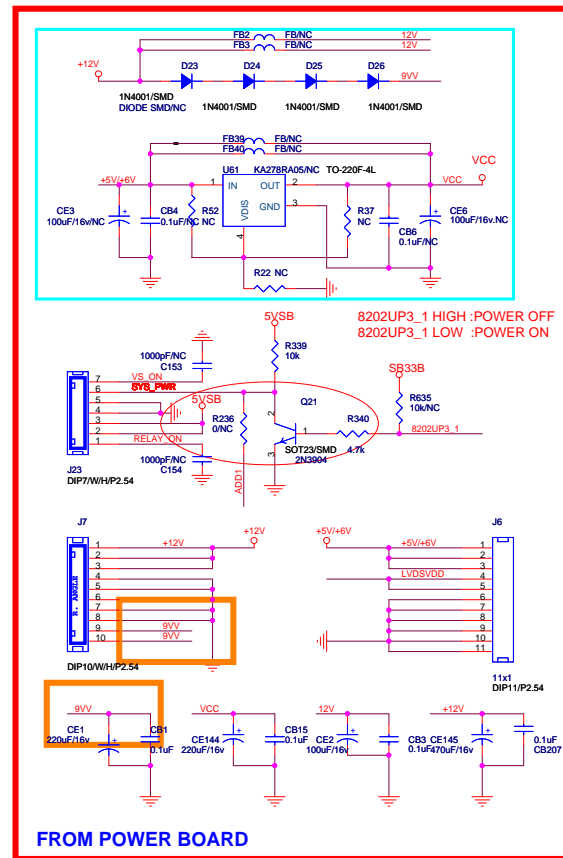 FB2 FB/NC 12V
FB3 FB/NC 12V
+12V D23 D24 D25 D26 9VV
1N4001/SMD 1N4001/SMD 1N4001/SMD 1N4001/SMD
DIODE SMD/NC
FB39 FB/NC
FB40 FB/NC
U61 KA278RA05/NC TO-220F-4L VCC
+5V/+6V 1 IN OUT 2 VCC
GND 3
VDIS
4
CE3
100uF/16v/NC
CB4
0.1uF/NC
R52
NC
R37
NC
CB6
0.1uF/NC
CE6
100uF/16v.NC
R22 NC
8202UP3_1 HIGH :POWER OFF
8202UP3_1 LOW :POWER ON
5VSB
R339
10k
SB33B
R635
10k/NC
1000pF/NC
C153
7 VS_ON
6 SYS_PWR
5
4
3
2
1 RELAY_ON
5VSB
J23
DIP7/W/H/P2.54
1000pF/NC
C154
R236
0/NC
ADD1
Q21
2
1
3
SOT23/SMD
2N3904
R340
4.7k
8202UP3_1
J7
+12V
1 +12V
2
3
4
5
6
7
8
9 9VV
10 9VV
R. ANGLE
DIP10/W/H/P2.54
J6
+5V/+6V
+5V/+6V 1
2
3
LVDSVDD 4
5
6
7
8
9
10
11
11x1
DIP11/P2.54
9VV
CE1
220uF/16v
CB1
0.1uF
VCC
CE144
220uF/16v
CB15
0.1uF
12V
CE2
100uF/16v
CB3
0.1uF
+12V
CE145
470uF/16v
0.1uF
CB207
FROM POWER BOARD